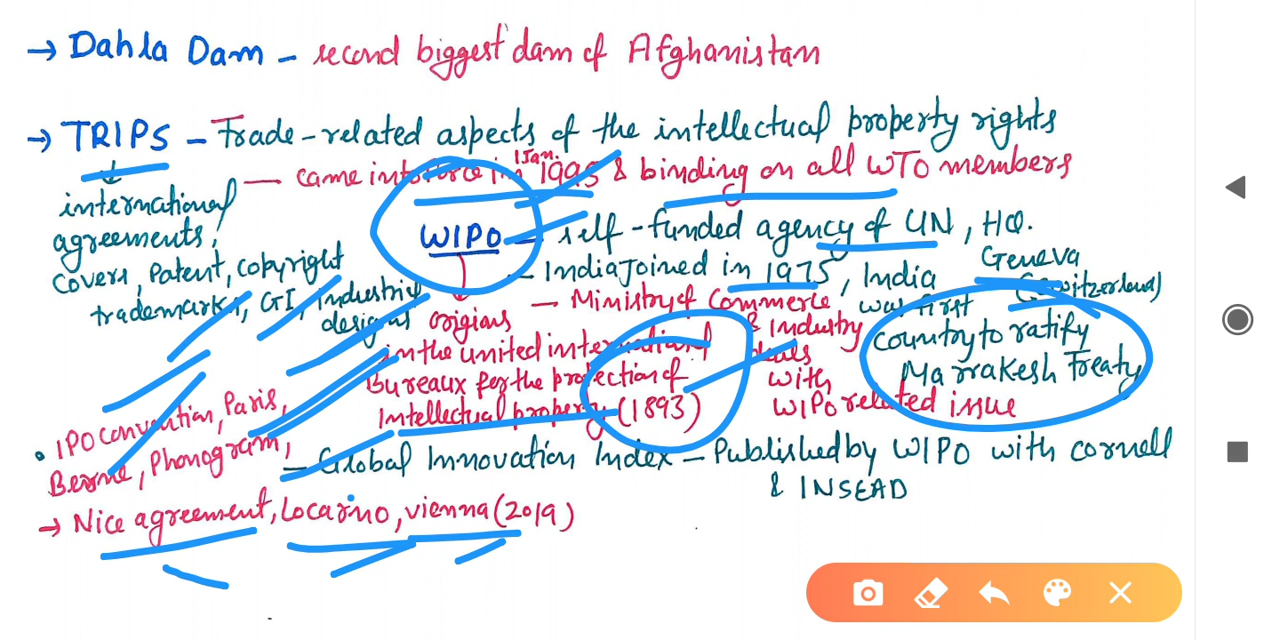 → Dahla Dam - second biggest dam of Afghanistan
→ TRIPS - Trade-related aspects of the intellectual property rights
— came into force in 1 Jan. 1995 & binding on all WTO members
international
agreements,
covers, Patent, copyright
trademarks, GI, industrial
designs
WIPO - self-funded agency of UN, HQ.
Geneva
(Switzerland)
- India joined in 1975, India
was first
country to ratify
Marrakesh Treaty
- Ministry of Commerce
& Industry
deals
with
WIPO related issue
origians
in the united international
Bureaux for the protection of
Intellectual property (1893)
• IPO convention, Paris,
Berne, Phonogram,
- Global Innovation Index - Published by WIPO with cornell
& INSEAD
→ Nice agreement, Locarno, vienna (2019)